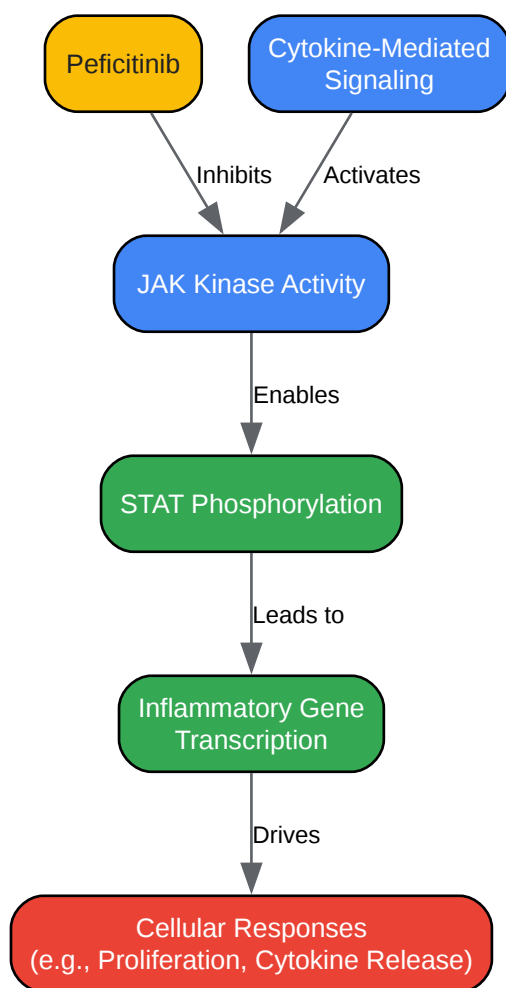 Peficitinib
Cytokine-Mediated
Signaling
Inhibits
Activates
JAK Kinase Activity
Enables
STAT Phosphorylation
Leads to
Inflammatory Gene
Transcription
Drives
Cellular Responses
(e.g., Proliferation, Cytokine Release)